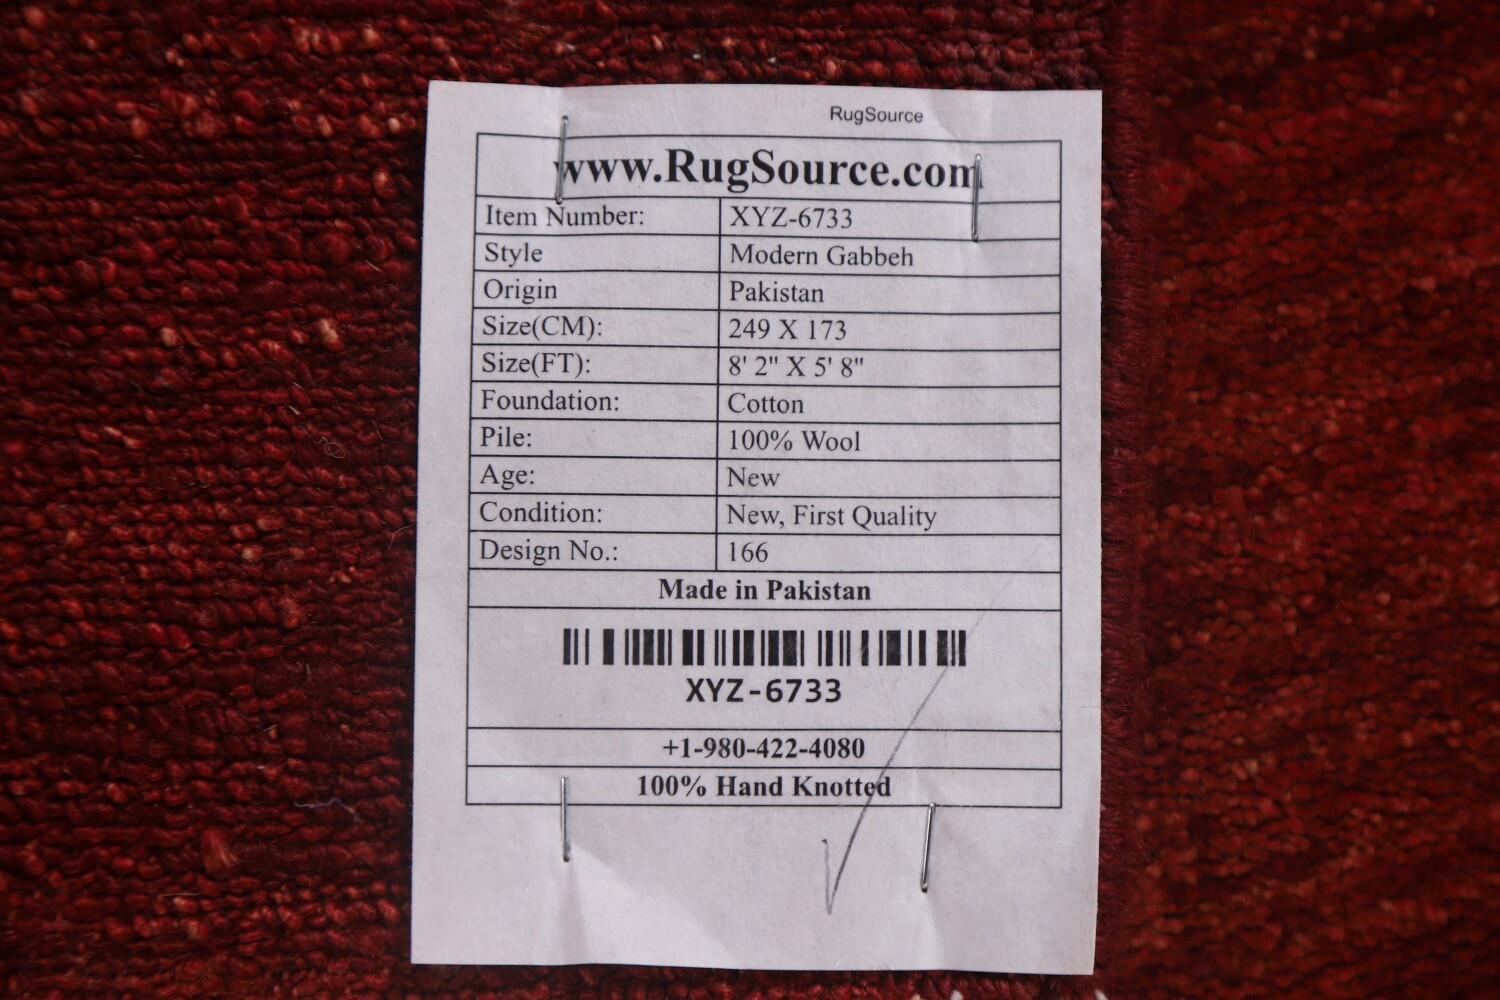 RugSource
www.RugSource.com
Item Number: XYZ-6733
Style Modern Gabbeh
Origin Pakistan
Size(CM): 249 X 173
Size(FT): 8' 2" X 5' 8"
Foundation: Cotton
Pile: 100% Wool
Age: New
Condition: New, First Quality
Design No.: 166
Made in Pakistan
XYZ-6733
+1-980-422-4080
100% Hand Knotted